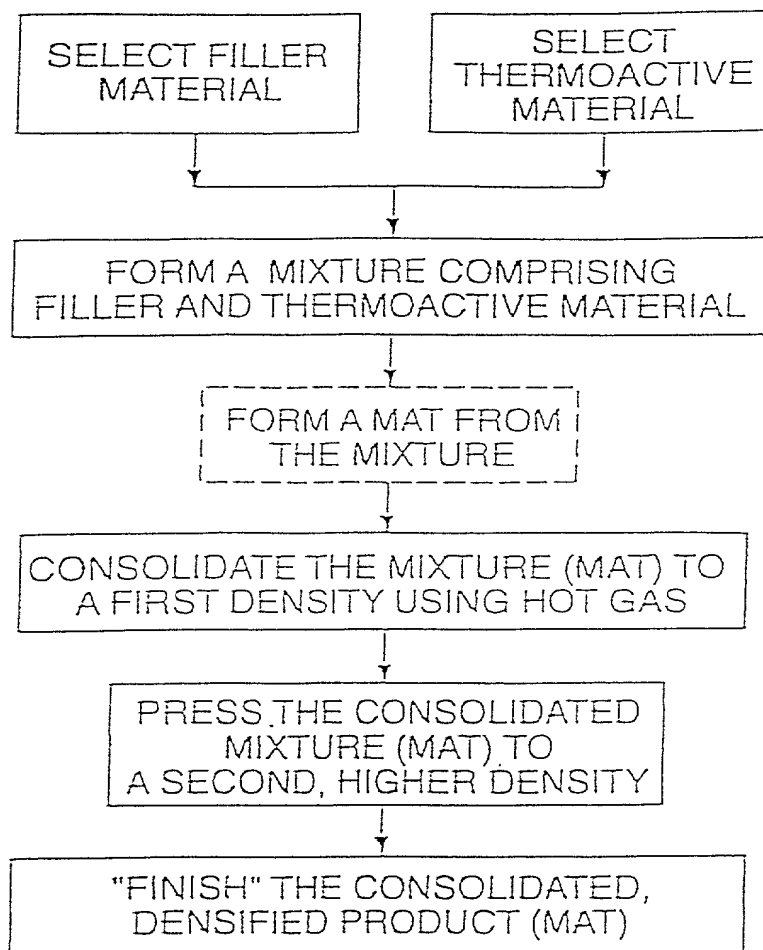 SELECT FILLER
MATERIAL
SELECT
THERMOACTIVE
MATERIAL
FORM A MIXTURE COMPRISING
FILLER AND THERMOACTIVE MATERIAL
FORM A MAT FROM
THE MIXTURE
CONSOLIDATE THE MIXTURE (MAT) TO
A FIRST DENSITY USING HOT GAS
PRESS THE CONSOLIDATED
MIXTURE (MAT) TO
A SECOND, HIGHER DENSITY
"FINISH" THE CONSOLIDATED,
DENSIFIED PRODUCT (MAT)